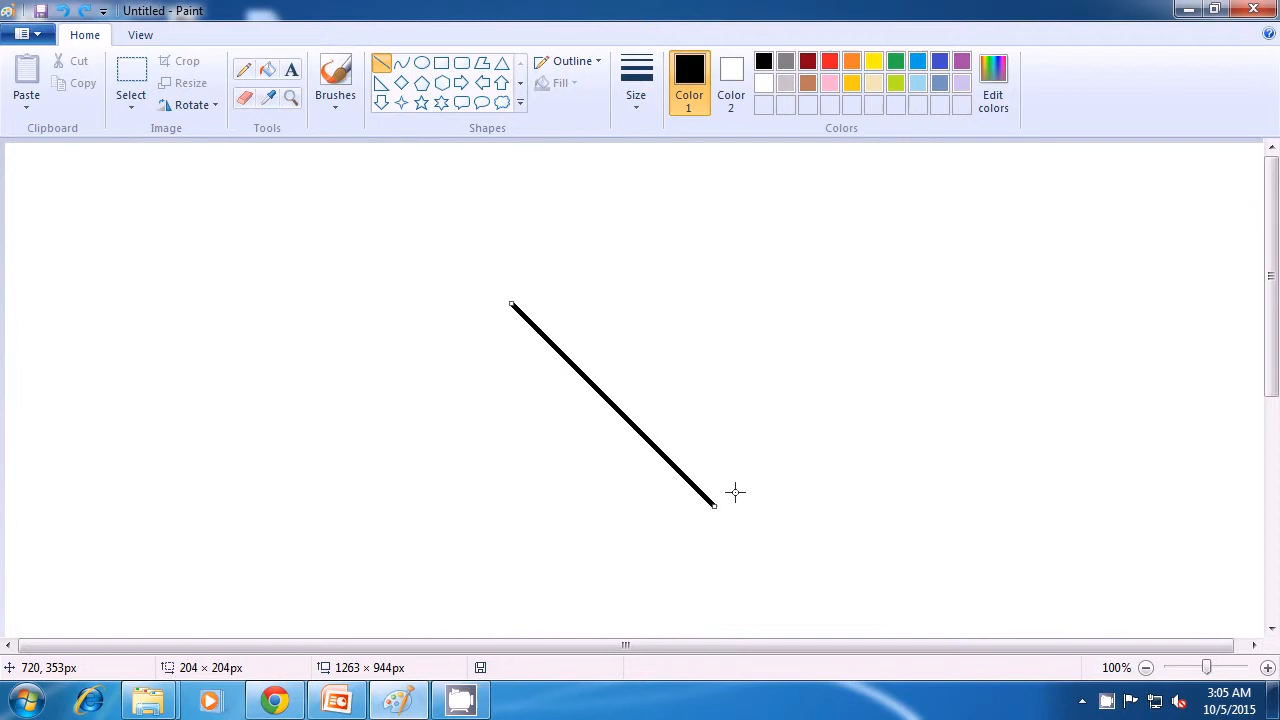 Untitled - Paint
Home View
Paste
Cut
Copy
Clipboard
Select
Crop
Resize
Rotate
Image
A
Tools
Brushes
Outline
Fill
Shapes
Size
Color
1
Color
2
Edit
colors
Colors
720, 353px
204 × 204px
1263 × 944px
100%
3:05 AM
10/5/2015